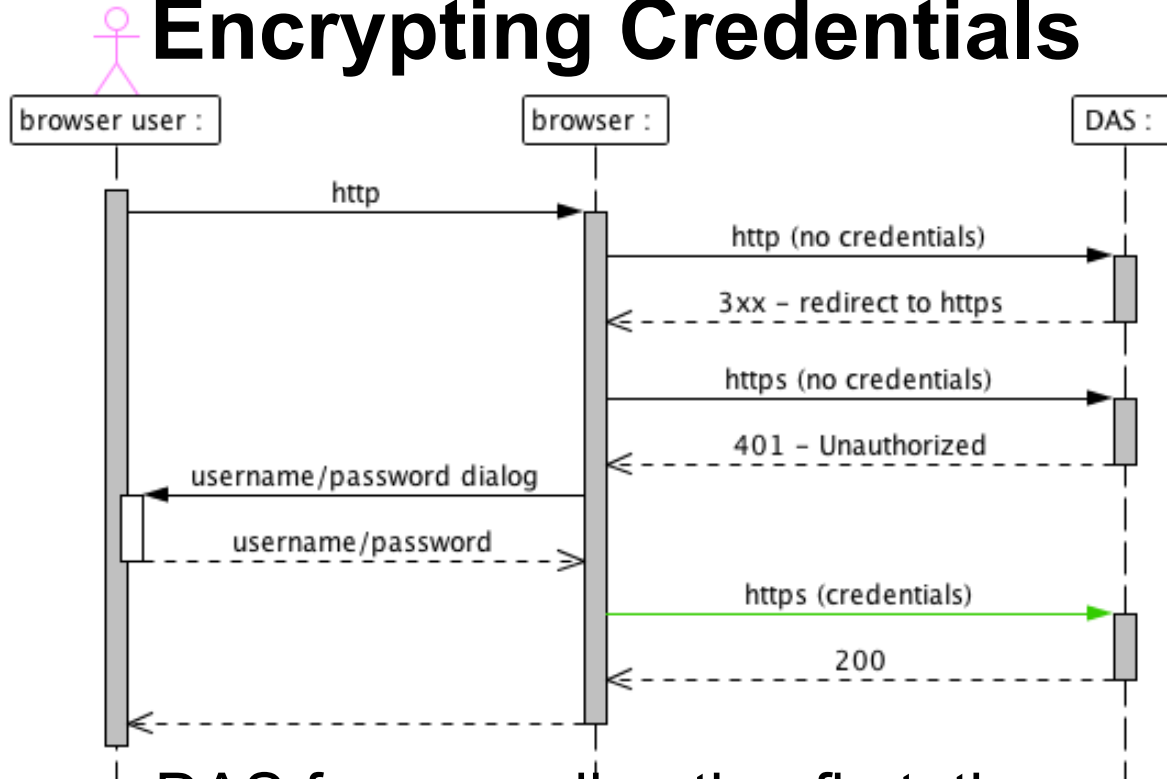 Encrypting Credentials
browser user :
browser :
DAS :
http
http (no credentials)
3xx – redirect to https
https (no credentials)
401 – Unauthorized
username/password dialog
username/password
https (credentials)
200
DAS